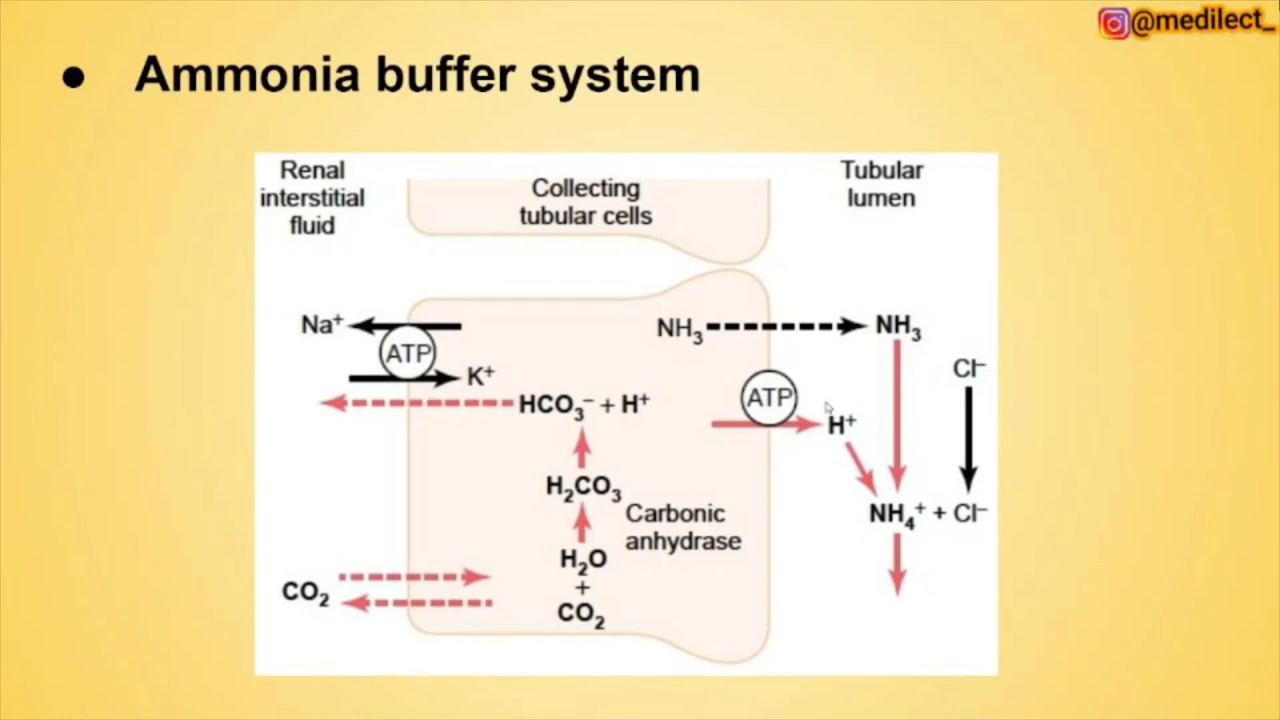 @medilect_
● Ammonia buffer system
Renal
interstitial
fluid
Collecting
tubular cells
Tubular
lumen
Na⁺
ATP
K⁺
NH₃
NH₃
Cl⁻
ATP
HCO₃⁻ + H⁺
H⁺
H₂CO₃
Carbonic
anhydrase
NH₄⁺ + Cl⁻
H₂O
+
CO₂
CO₂